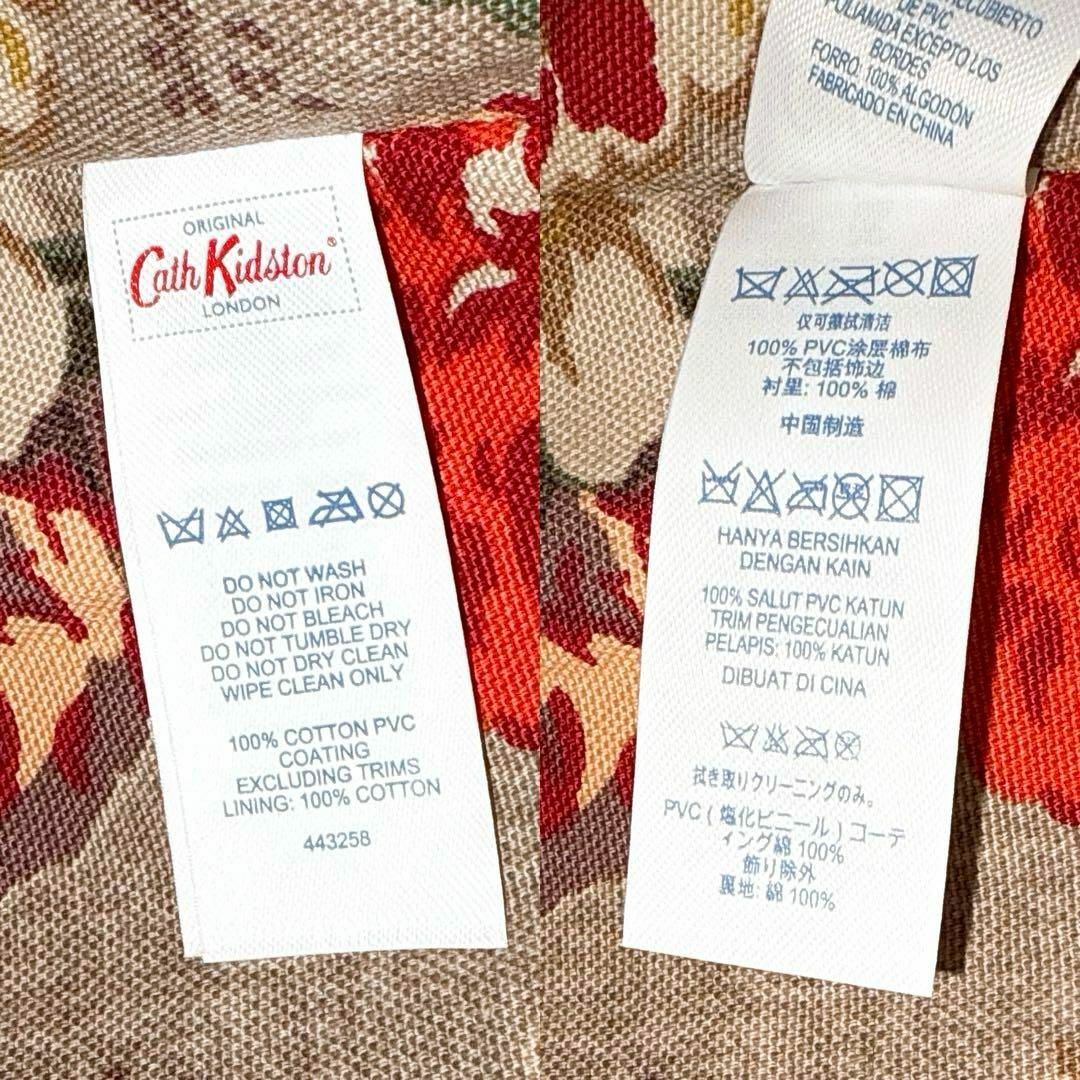 ORIGINAL
Cath Kidston®
LONDON
DO NOT WASH
DO NOT IRON
DO NOT BLEACH
DO NOT TUMBLE DRY
DO NOT DRY CLEAN
WIPE CLEAN ONLY
100% COTTON PVC
COATING
EXCLUDING TRIMS
LINING: 100% COTTON
443258
DE PVC
POLIAMIDA EXCEPTO LOS
BORDES
FORRO: 100% ALGODÓN
FABRICADO EN CHINA
仅可擦拭清洁
100% PVC涂层棉布
不包括饰边
衬里: 100% 棉
中国制造
HANYA BERSIHKAN
DENGAN KAIN
100% SALUT PVC KATUN
TRIM PENGECUALIAN
PELAPIS: 100% KATUN
DIBUAT DI CINA
拭き取りクリーニングのみ。
PVC ( 塩化ビニール ) コーテ
ィング綿 100%
飾り除外
裏地: 綿 100%